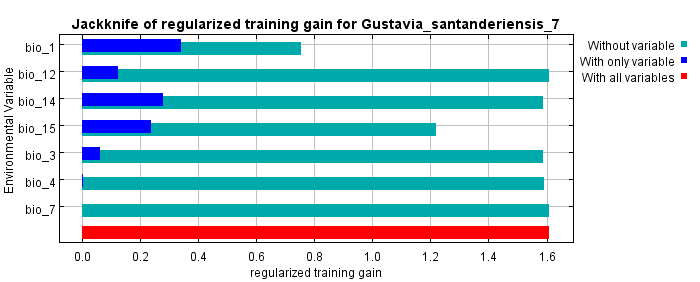 Jackknife of regularized training gain for Gustavia_santanderiensis_7
Environmental Variable
bio_1
bio_12
bio_14
bio_15
bio_3
bio_4
bio_7
Without variable
With only variable
With all variables
0.0 0.2 0.4 0.6 0.8 1.0 1.2 1.4 1.6
regularized training gain